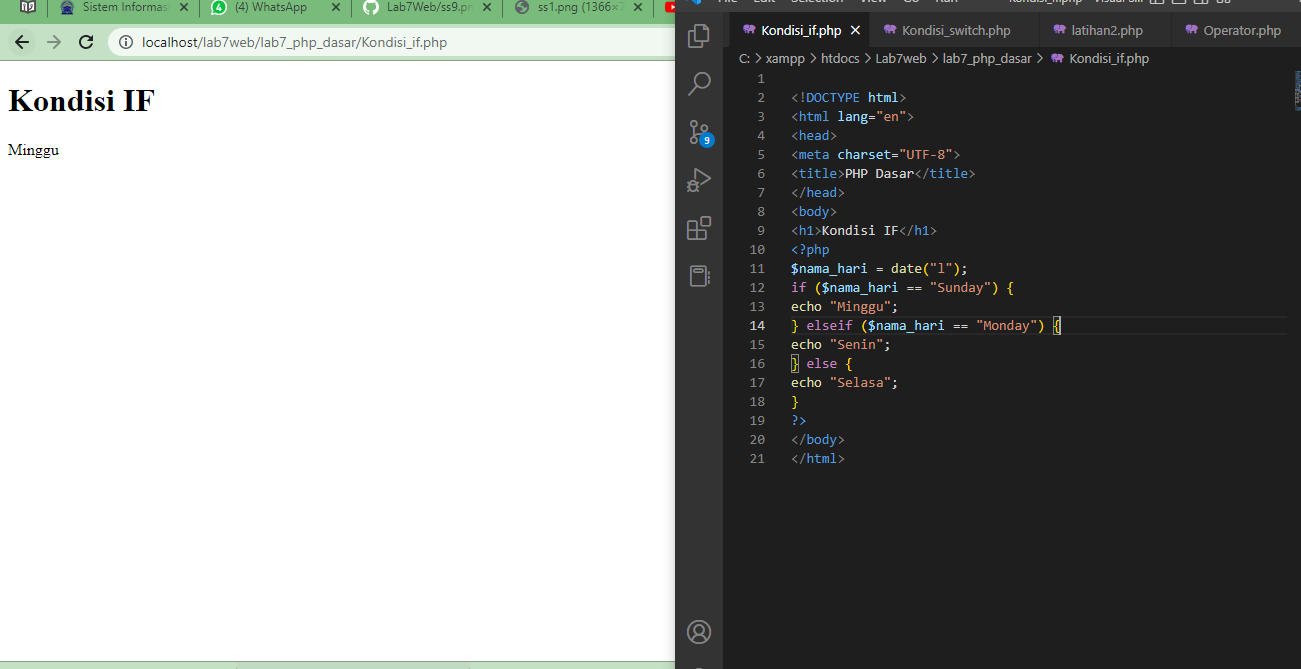 Sistem Informas
(4) WhatsApp
Lab7Web/ss9.pn
ss1.png (1366×7
localhost/lab7web/lab7_php_dasar/Kondisi_if.php
Kondisi IF
Minggu
File Edit Selection View Go Run
9
Kondisi_if.php
Kondisi_switch.php
latihan2.php
Operator.php
C: > xampp > htdocs > Lab7web > lab7_php_dasar > Kondisi_if.php
1
2 <!DOCTYPE html>
3 <html lang="en">
4 <head>
5 <meta charset="UTF-8">
6 <title>PHP Dasar</title>
7 </head>
8 <body>
9 <h1>Kondisi IF</h1>
10 <?php
11 $nama_hari = date("l");
12 if ($nama_hari == "Sunday") {
13 echo "Minggu";
14 } elseif ($nama_hari == "Monday") {
15 echo "Senin";
16 } else {
17 echo "Selasa";
18 }
19 ?>
20 </body>
21 </html>